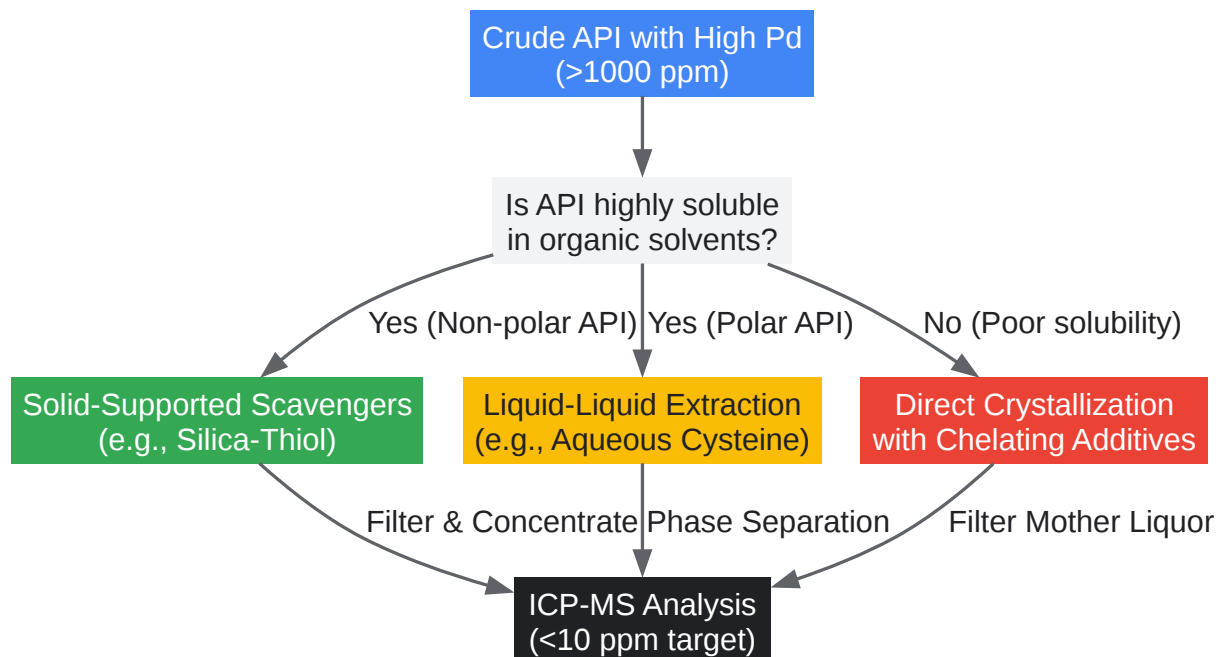 Crude API with High Pd
(>1000 ppm)
Is API highly soluble
in organic solvents?
Yes (Non-polar API)
Yes (Polar API)
No (Poor solubility)
Solid-Supported Scavengers
(e.g., Silica-Thiol)
Liquid-Liquid Extraction
(e.g., Aqueous Cysteine)
Direct Crystallization
with Chelating Additives
Filter & Concentrate
Phase Separation
Filter Mother Liquor
ICP-MS Analysis
(<10 ppm target)